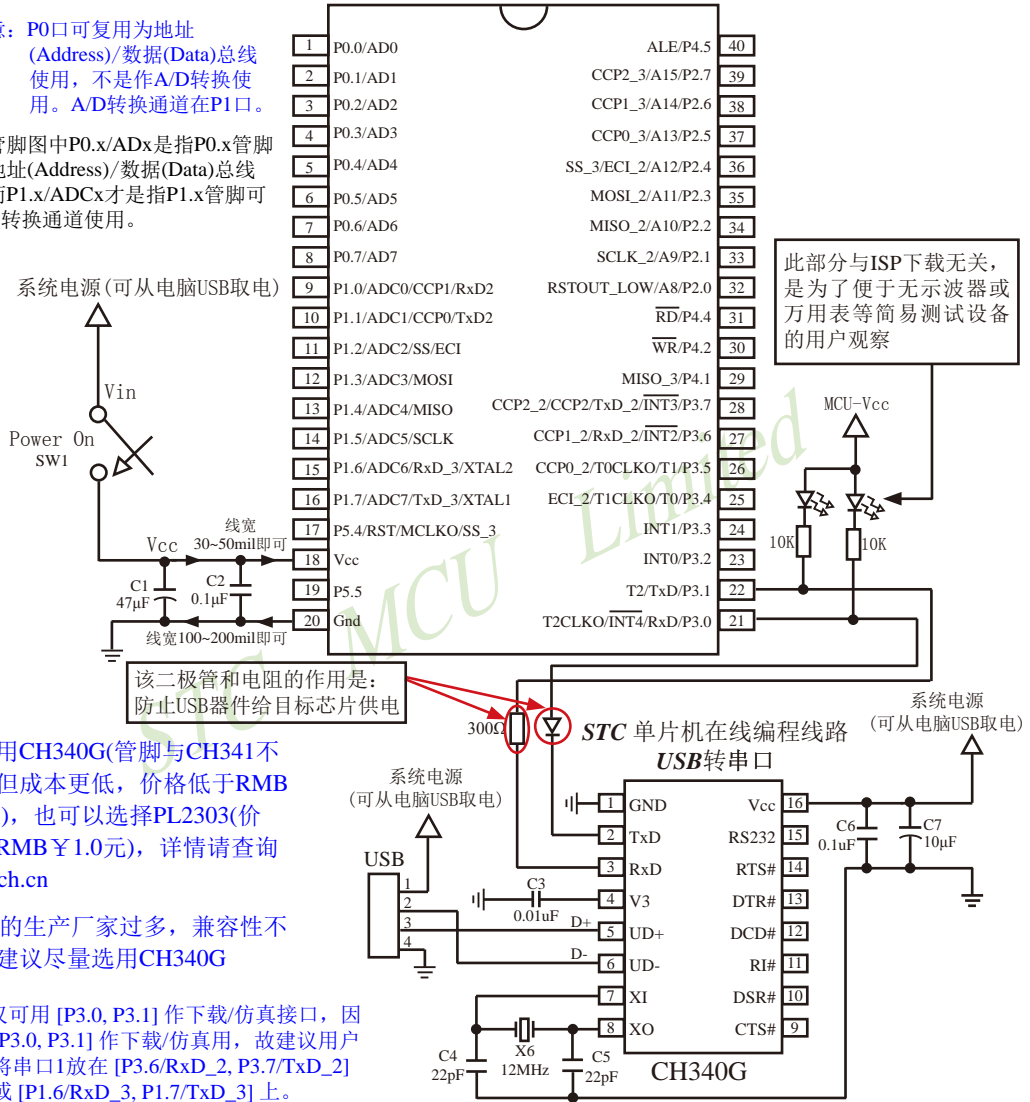 意：P0口可复用为地址
(Address)/数据(Data)总线
使用，不是作A/D转换使
用。A/D转换通道在P1口。
管脚图中P0.x/ADx是指P0.x管脚
地址(Address)/数据(Data)总线
而P1.x/ADCx才是指P1.x管脚可
转换通道使用。
1 P0.0/AD0
2 P0.1/AD1
3 P0.2/AD2
4 P0.3/AD3
5 P0.4/AD4
6 P0.5/AD5
7 P0.6/AD6
8 P0.7/AD7
9 P1.0/ADC0/CCP1/RxD2
10 P1.1/ADC1/CCP0/TxD2
11 P1.2/ADC2/SS/ECI
12 P1.3/ADC3/MOSI
13 P1.4/ADC4/MISO
14 P1.5/ADC5/SCLK
15 P1.6/ADC6/RxD_3/XTAL2
16 P1.7/ADC7/TxD_3/XTAL1
17 P5.4/RST/MCLKO/SS_3
18 Vcc
19 P5.5
20 Gnd
ALE/P4.5 40
CCP2_3/A15/P2.7 39
CCP1_3/A14/P2.6 38
CCP0_3/A13/P2.5 37
SS_3/ECI_2/A12/P2.4 36
MOSI_2/A11/P2.3 35
MISO_2/A10/P2.2 34
SCLK_2/A9/P2.1 33
RSTOUT_LOW/A8/P2.0 32
RD/P4.4 31
WR/P4.2 30
MISO_3/P4.1 29
CCP2_2/CCP2/TxD_2/INT3/P3.7 28
CCP1_2/RxD_2/INT2/P3.6 27
CCP0_2/T0CLKO/T1/P3.5 26
ECI_2/T1CLKO/T0/P3.4 25
INT1/P3.3 24
INT0/P3.2 23
T2/TxD/P3.1 22
T2CLKO/INT4/RxD/P3.0 21
系统电源(可从电脑USB取电)
Vin
Power On
SW1
Vcc
线宽
30~50mil即可
C1
47μF
C2
0.1μF
线宽100~200mil即可
此部分与ISP下载无关，
是为了便于无示波器或
万用表等简易测试设备
的用户观察
MCU-Vcc
10K
10K
STC MCU Limited
该二极管和电阻的作用是：
防止USB器件给目标芯片供电
300Ω
STC 单片机在线编程线路
USB转串口
系统电源
(可从电脑USB取电)
用CH340G(管脚与CH341不
但成本更低，价格低于RMB
)，也可以选择PL2303(价
RMB￥1.0元)，详情请查询
ch.cn
的生产厂家过多，兼容性不
建议尽量选用CH340G
仅可用 [P3.0, P3.1] 作下载/仿真接口，因
[P3.0, P3.1] 作下载/仿真用，故建议用户
将串口1放在 [P3.6/RxD_2, P3.7/TxD_2]
或 [P1.6/RxD_3, P1.7/TxD_3] 上。
系统电源
(可从电脑USB取电)
USB
1
2
3
4
D+
D-
C3
0.01uF
1 GND
2 TxD
3 RxD
4 V3
5 UD+
6 UD-
7 XI
8 XO
Vcc 16
RS232 15
RTS# 14
DTR# 13
DCD# 12
RI# 11
DSR# 10
CTS# 9
CH340G
C6
0.1uF
C7
10μF
C4
22pF
X6
12MHz
C5
22pF